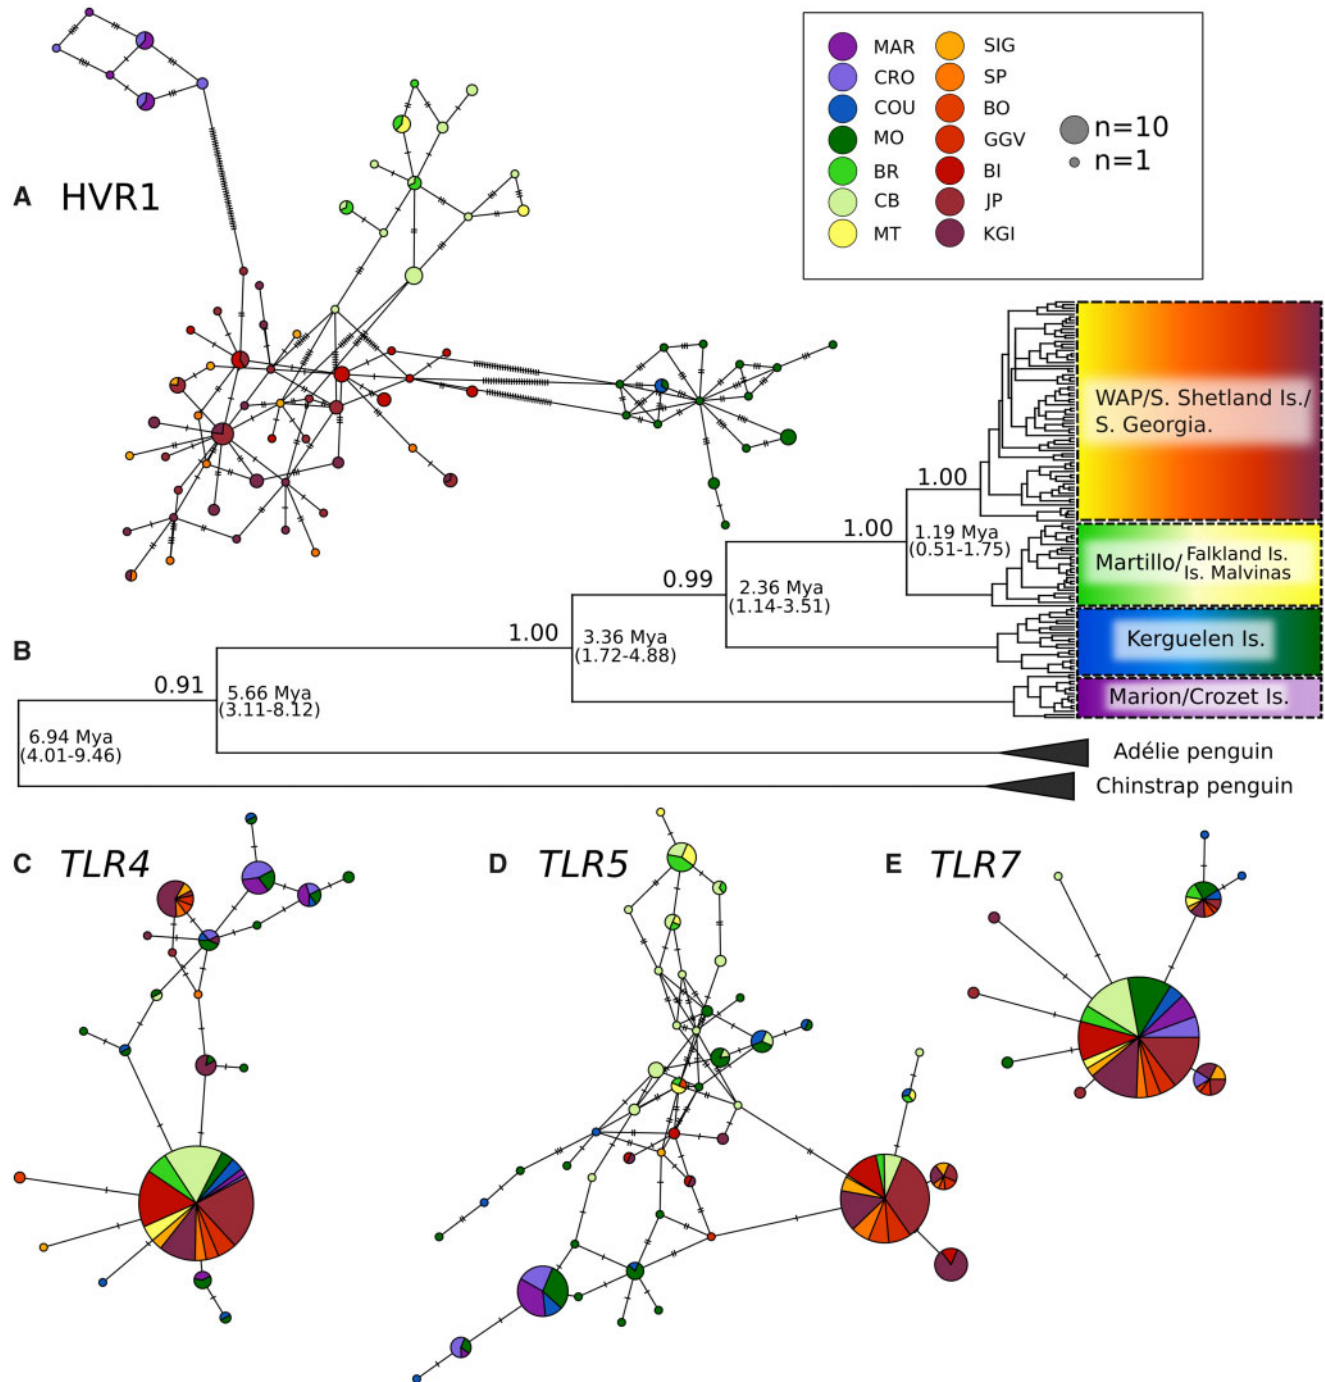 A HVR1
MAR
CRO
COU
MO
BR
CB
MT
SIG
SP
BO
GGV
BI
JP
KGI
n=10
n=1
B
WAP/S. Shetland Is./
S. Georgia.
Martillo/Falkland Is.
Is. Malvinas
Kerguelen Is.
Marion/Crozet Is.
Adélie penguin
Chinstrap penguin
1.00
1.00
1.19 Mya
(0.51-1.75)
0.99
2.36 Mya
(1.14-3.51)
1.00
3.36 Mya
(1.72-4.88)
0.91
5.66 Mya
(3.11-8.12)
6.94 Mya
(4.01-9.46)
C TLR4
D TLR5
E TLR7